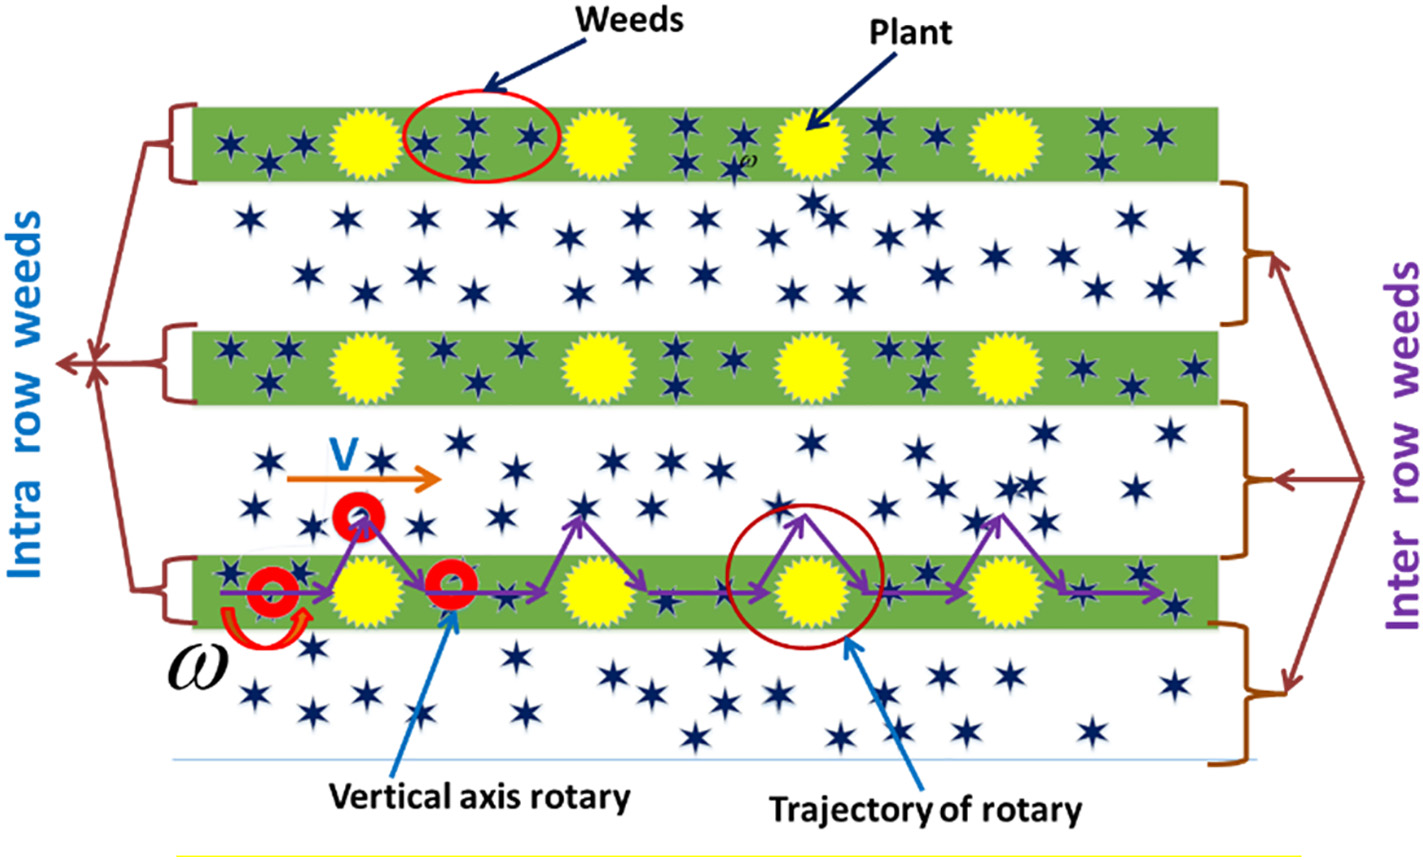 Weeds
Plant
ω
Intra row weeds
Inter row weeds
V
ω
Vertical axis rotary
Trajectory of rotary